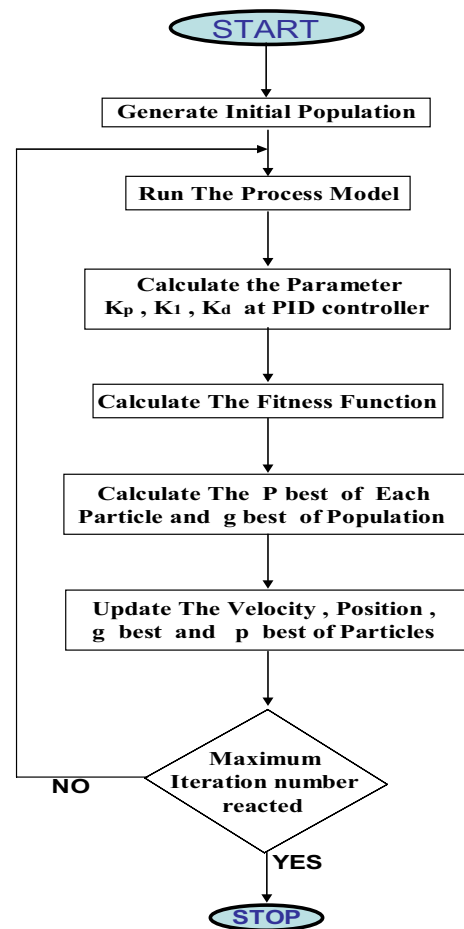 START
Generate Initial Population
Run The Process Model
Calculate the Parameter
Kp , K1 , Kd at PID controller
Calculate The Fitness Function
Calculate The P best of Each
Particle and g best of Population
Update The Velocity , Position ,
g best and p best of Particles
Maximum
Iteration number
reacted
NO
YES
STOP